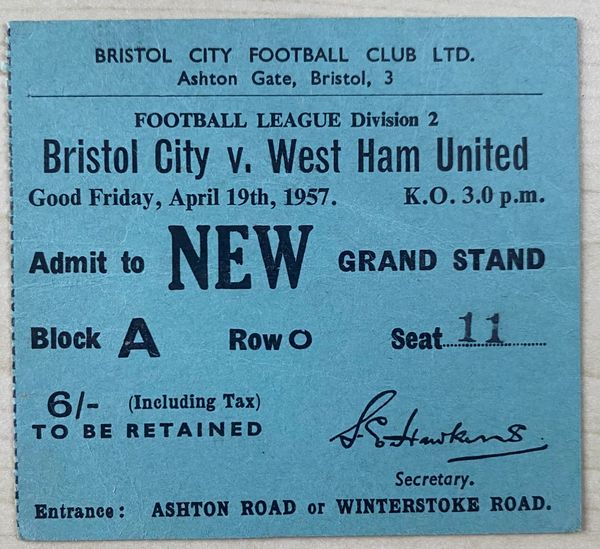 BRISTOL CITY FOOTBALL CLUB LTD.
Ashton Gate, Bristol, 3
FOOTBALL LEAGUE Division 2
Bristol City v. West Ham United
Good Friday, April 19th, 1957. K.O. 3.0 p.m.
Admit to NEW GRAND STAND
Block A Row O Seat 11
6/- (Including Tax)
TO BE RETAINED
S. E. Hawkins
Secretary.
Entrance: ASHTON ROAD or WINTERSTOKE ROAD.